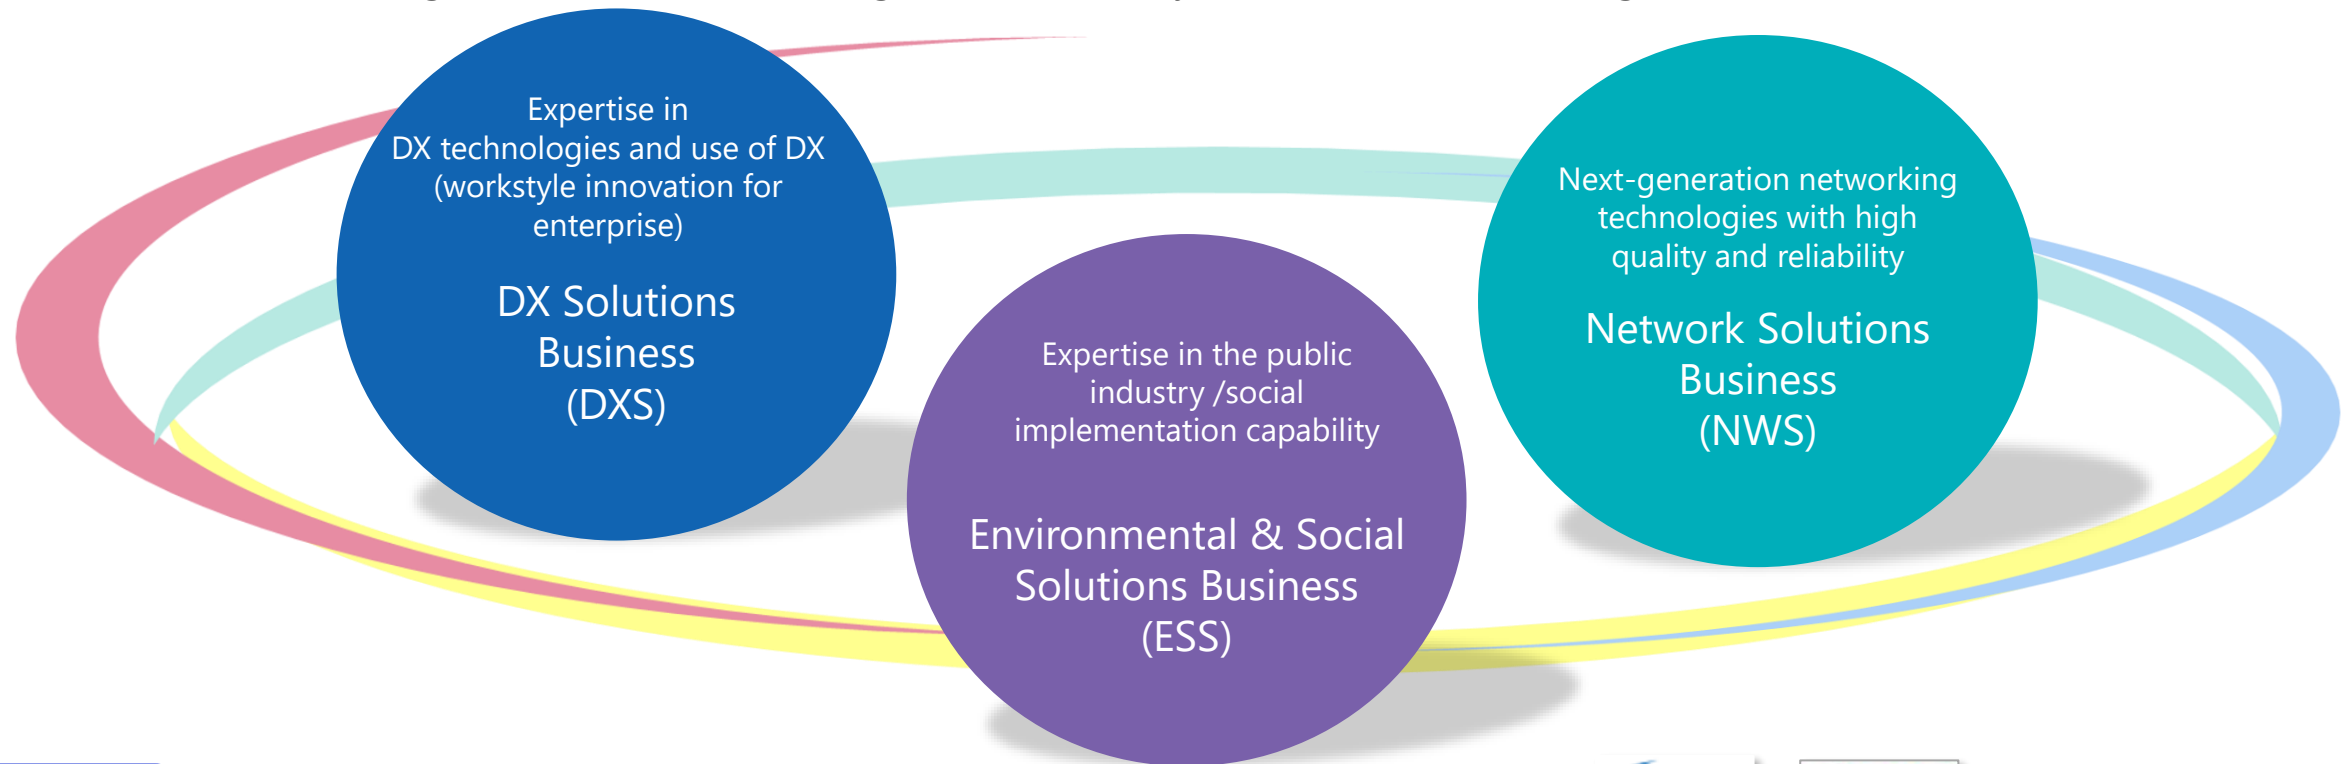 Expertise in
DX technologies and use of DX
(workstyle innovation for
enterprise)
DX Solutions
Business
(DXS)
Expertise in the public
industry /social
implementation capability
Environmental & Social
Solutions Business
(ESS)
Next-generation networking
technologies with high
quality and reliability
Network Solutions
Business
(NWS)